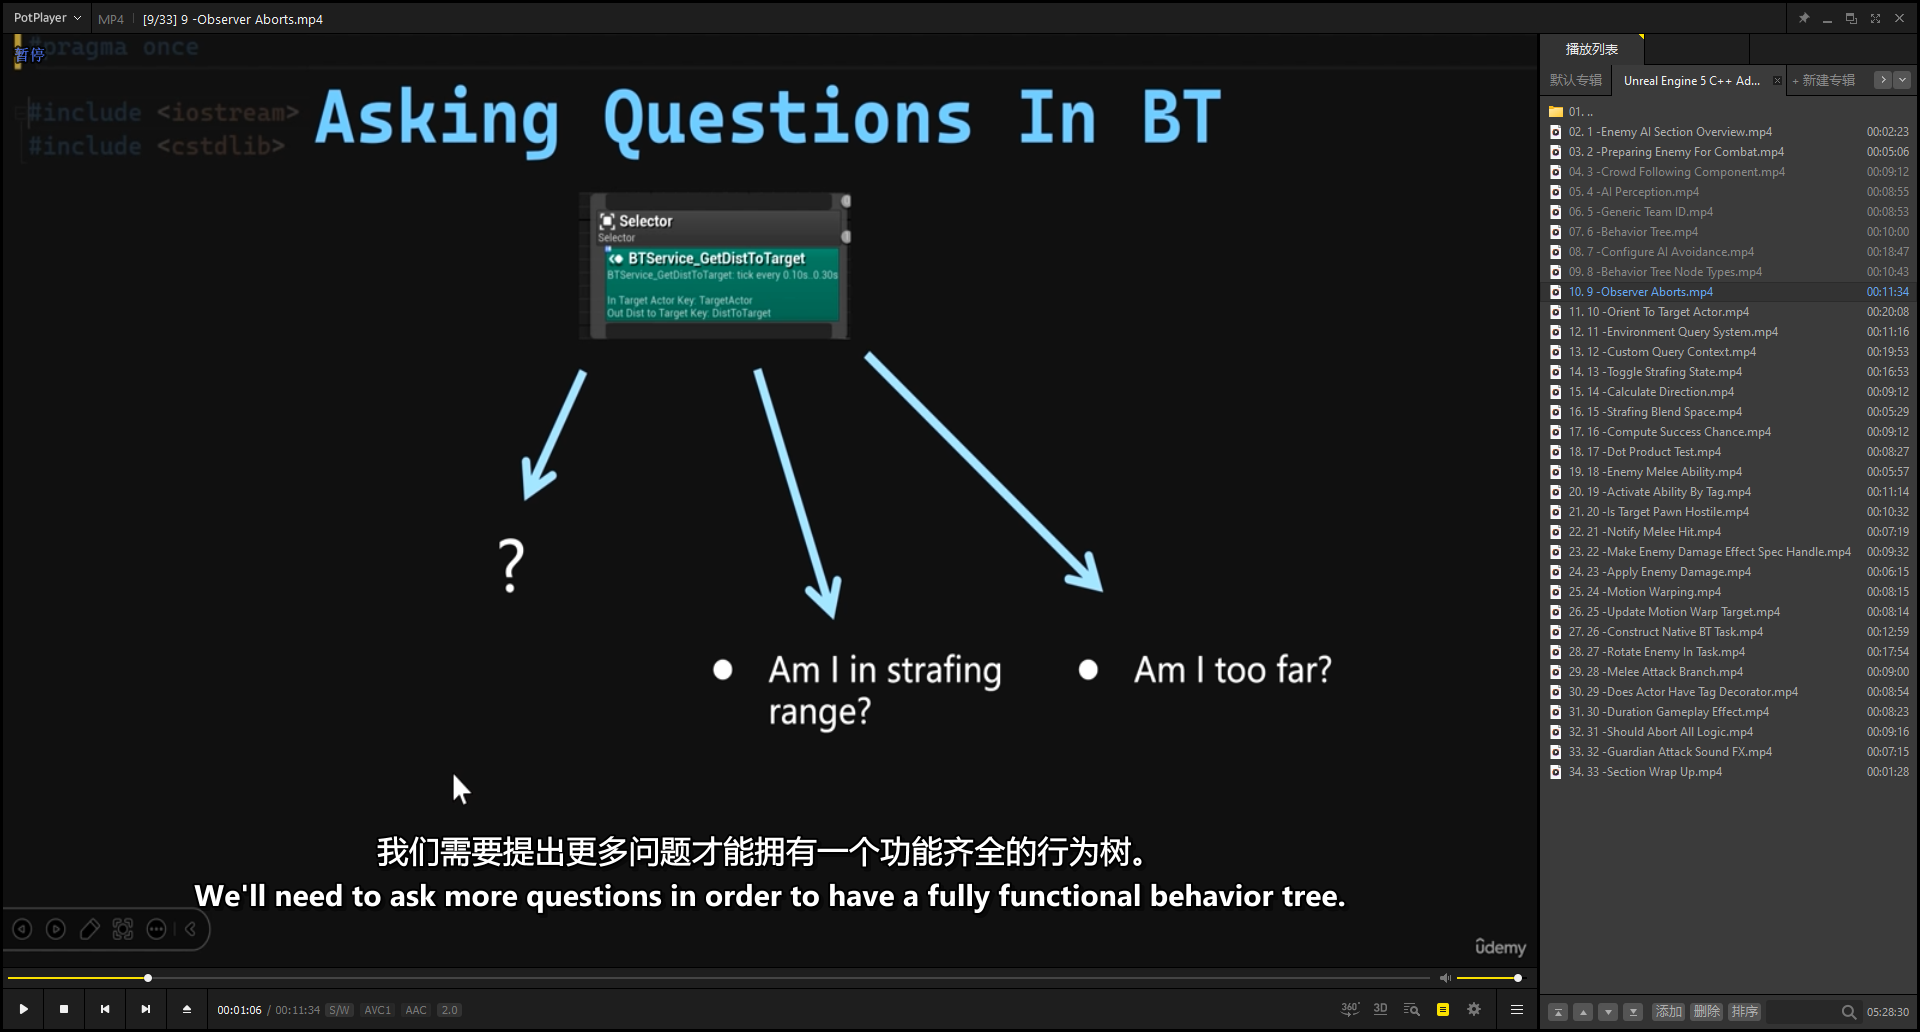 PotPlayer
MP4
[9/33] 9 -Observer Aborts.mp4
播放列表
默认专辑
Unreal Engine 5 C++ Ad...
+ 新建专辑
暂停
#pragma once
#include <iostream>
#include <cstdlib>
Asking Questions In BT
Selector
Selector
BTService_GetDistToTarget
BTService_GetDistToTarget: tick every 0.10s..0.30s
In Target Actor Key: TargetActor
Out Dist to Target Key: DistToTarget
?
● Am I in strafing
range?
● Am I too far?
我们需要提出更多问题才能拥有一个功能齐全的行为树。
We'll need to ask more questions in order to have a fully functional behavior tree.
ûdemy
00:01:06 / 00:11:34 S/W AVC1 AAC 2.0
360°
3D
01. ..
02. 1 -Enemy AI Section Overview.mp4 00:02:23
03. 2 -Preparing Enemy For Combat.mp4 00:05:06
04. 3 -Crowd Following Component.mp4 00:09:12
05. 4 -AI Perception.mp4 00:08:55
06. 5 -Generic Team ID.mp4 00:08:53
07. 6 -Behavior Tree.mp4 00:10:00
08. 7 -Configure AI Avoidance.mp4 00:18:47
09. 8 -Behavior Tree Node Types.mp4 00:10:43
10. 9 -Observer Aborts.mp4 00:11:34
11. 10 -Orient To Target Actor.mp4 00:20:08
12. 11 -Environment Query System.mp4 00:11:16
13. 12 -Custom Query Context.mp4 00:19:53
14. 13 -Toggle Strafing State.mp4 00:16:53
15. 14 -Calculate Direction.mp4 00:09:12
16. 15 -Strafing Blend Space.mp4 00:05:29
17. 16 -Compute Success Chance.mp4 00:09:12
18. 17 -Dot Product Test.mp4 00:08:27
19. 18 -Enemy Melee Ability.mp4 00:05:57
20. 19 -Activate Ability By Tag.mp4 00:11:14
21. 20 -Is Target Pawn Hostile.mp4 00:10:32
22. 21 -Notify Melee Hit.mp4 00:07:19
23. 22 -Make Enemy Damage Effect Spec Handle.mp4 00:09:32
24. 23 -Apply Enemy Damage.mp4 00:06:15
25. 24 -Motion Warping.mp4 00:08:15
26. 25 -Update Motion Warp Target.mp4 00:08:14
27. 26 -Construct Native BT Task.mp4 00:12:59
28. 27 -Rotate Enemy In Task.mp4 00:17:54
29. 28 -Melee Attack Branch.mp4 00:09:00
30. 29 -Does Actor Have Tag Decorator.mp4 00:08:54
31. 30 -Duration Gameplay Effect.mp4 00:08:23
32. 31 -Should Abort All Logic.mp4 00:09:16
33. 32 -Guardian Attack Sound FX.mp4 00:07:15
34. 33 -Section Wrap Up.mp4 00:01:28
添加
删除
排序
05:28:30